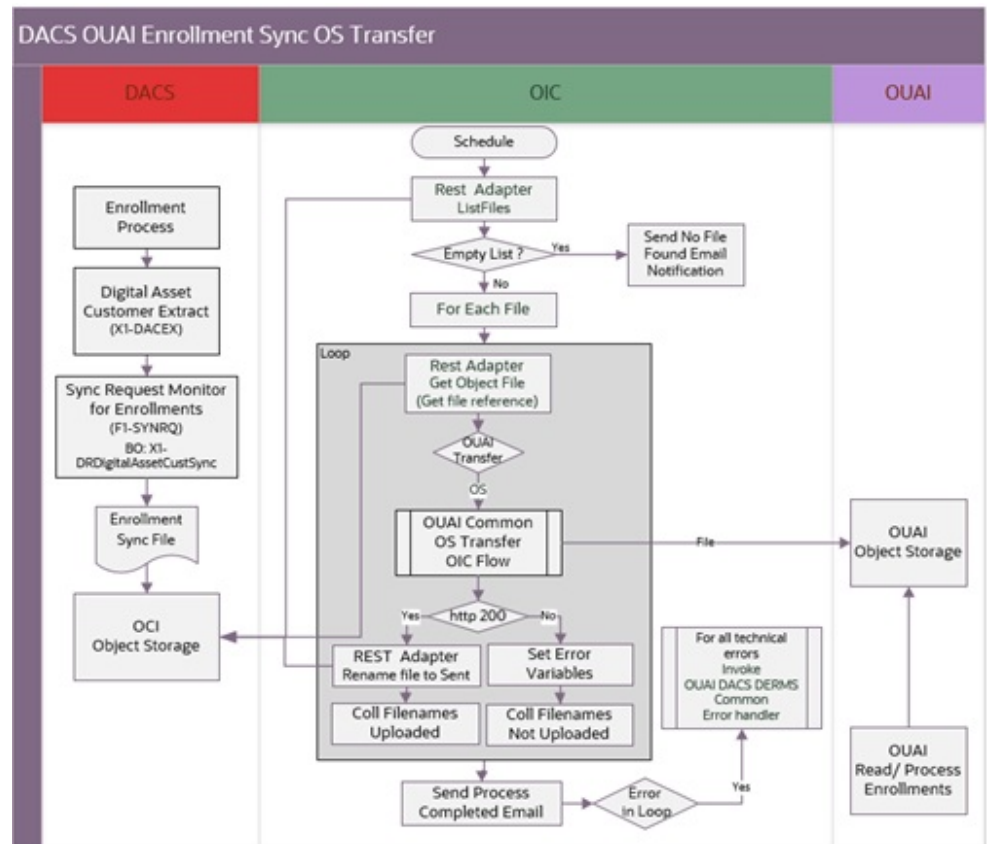 DACS OUAI Enrollment Sync OS Transfer
DACS
OIC
OUAI
Enrollment
Process
Digital Asset
Customer Extract
(X1-DACEX)
Sync Request Monitor
for Enrollments
(F1-SYNRQ)
BO: X1-
DRDigitalAssetCustSync
Enrollment
Sync File
OCI
Object Storage
Schedule
Rest Adapter
ListFiles
Empty List ?
Yes
Send No File
Found Email
Notification
No
For Each File
Loop
Rest Adapter
Get Object File
(Get file reference)
OUAI
Transfer
OS
OUAI Common
OS Transfer
OIC Flow
File
http 200
Yes
No
REST Adapter
Rename file to Sent
Set Error
Variables
Coll Filenames
Uploaded
Coll Filenames
Not Uploaded
Send Process
Completed Email
Error
in Loop
Yes
For all technical
errors
Invoke
OUAI DACS DERMS
Common
Error handler
OUAI
Object Storage
OUAI
Read/ Process
Enrollments